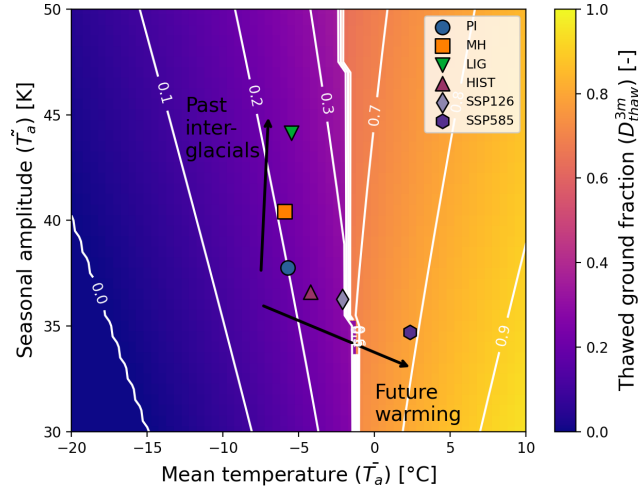 50
45
40
35
30
Seasonal amplitude (T̃ₐ) [K]
−20
−15
−10
−5
0
5
10
Mean temperature (T̄ₐ) [°C]
PI
MH
LIG
HIST
SSP126
SSP585
Past
inter-
glacials
Future
warming
0.0
0.1
0.2
0.3
0.7
0.9
1.0
0.8
0.6
0.4
0.2
0.0
Thawed ground fraction (D³ᵐₜₕₐw) [-]